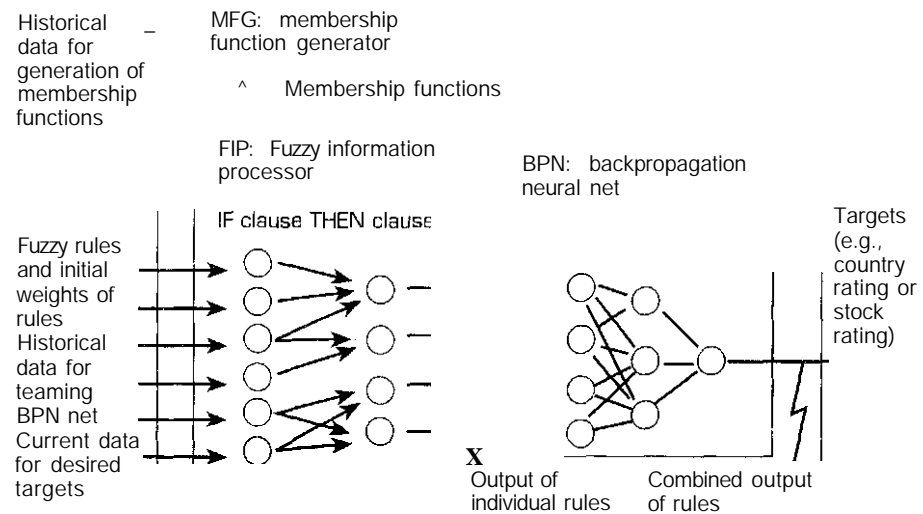 Historical
data for
generation of
membership
functions
MFG: membership
function generator
^ Membership functions
FIP: Fuzzy information
processor
BPN: backpropagation
neural net
IF clause THEN clause
Targets
(e.g.,
country
rating or
stock
rating)
Fuzzy rules
and initial
weights of
rules
Historical
data for
teaming
BPN net
Current data
for desired
targets
X
Output of
individual rules
Combined output
of rules